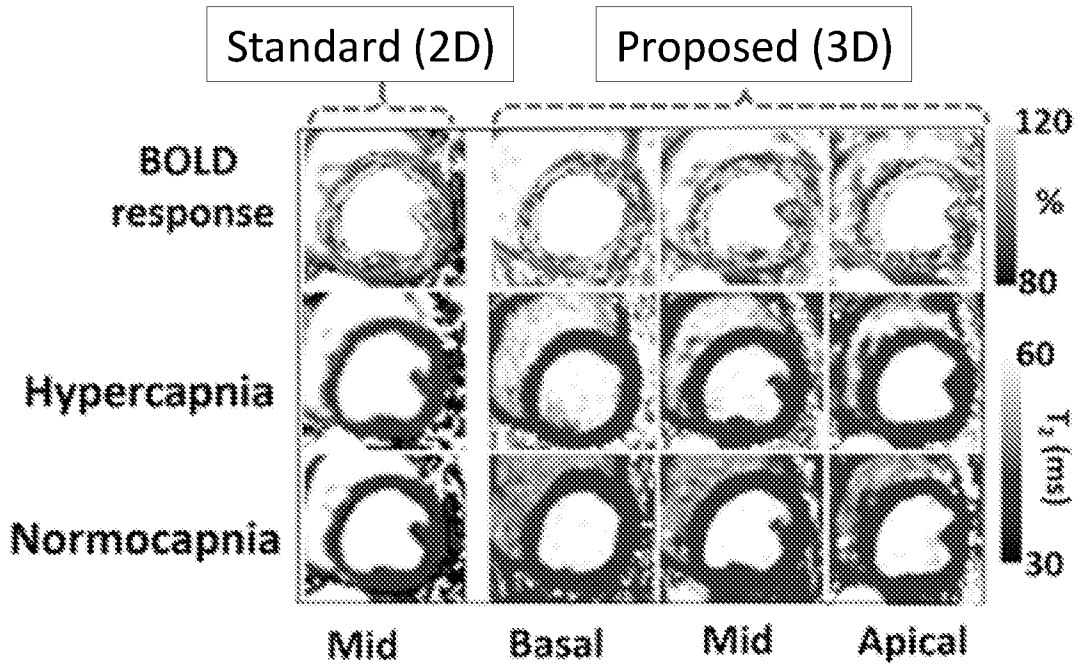 Standard (2D)
Proposed (3D)
BOLD
response
120
%
80
Hypercapnia
60
T₂ (ms)
30
Normocapnia
Mid
Basal
Mid
Apical